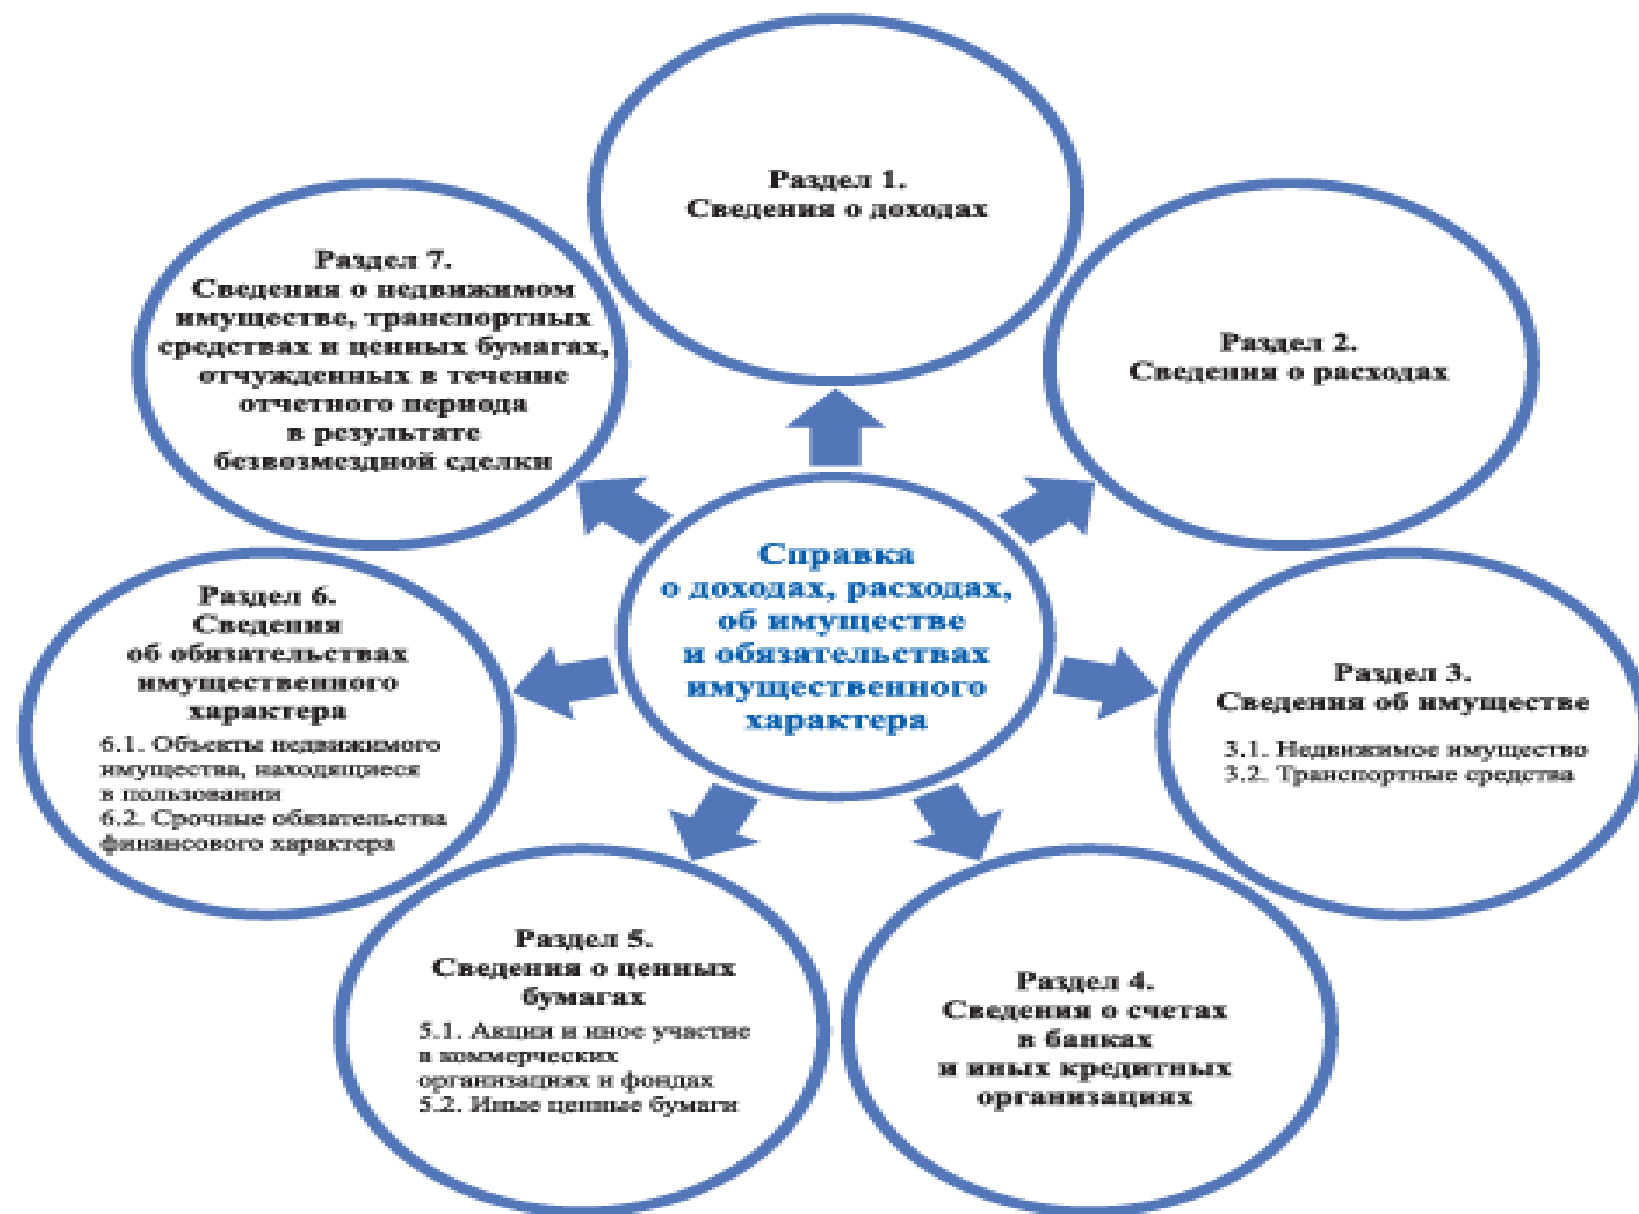 Справка
о доходах, расходах,
об имуществе
и обязательствах
имущественного
характера
Раздел 1.
Сведения о доходах
Раздел 2.
Сведения о расходах
Раздел 3.
Сведения об имуществе
3.1. Недвижимое имущество
3.2. Транспортные средства
Раздел 4.
Сведения о счетах
в банках
и иных кредитных
организациях
Раздел 5.
Сведения о ценных
бумагах
5.1. Акции и иное участие
в коммерческих
организациях и фондах
5.2. Иные ценные бумаги
Раздел 6.
Сведения
об обязательствах
имущественного
характера
6.1. Объекты недвижимого
имущества, находящиеся
в пользовании
6.2. Срочные обязательства
финансового характера
Раздел 7.
Сведения о недвижимом
имуществе, транспортных
средствах и ценных бумагах,
отчужденных в течение
отчетного периода
в результате
безвозмездной сделки